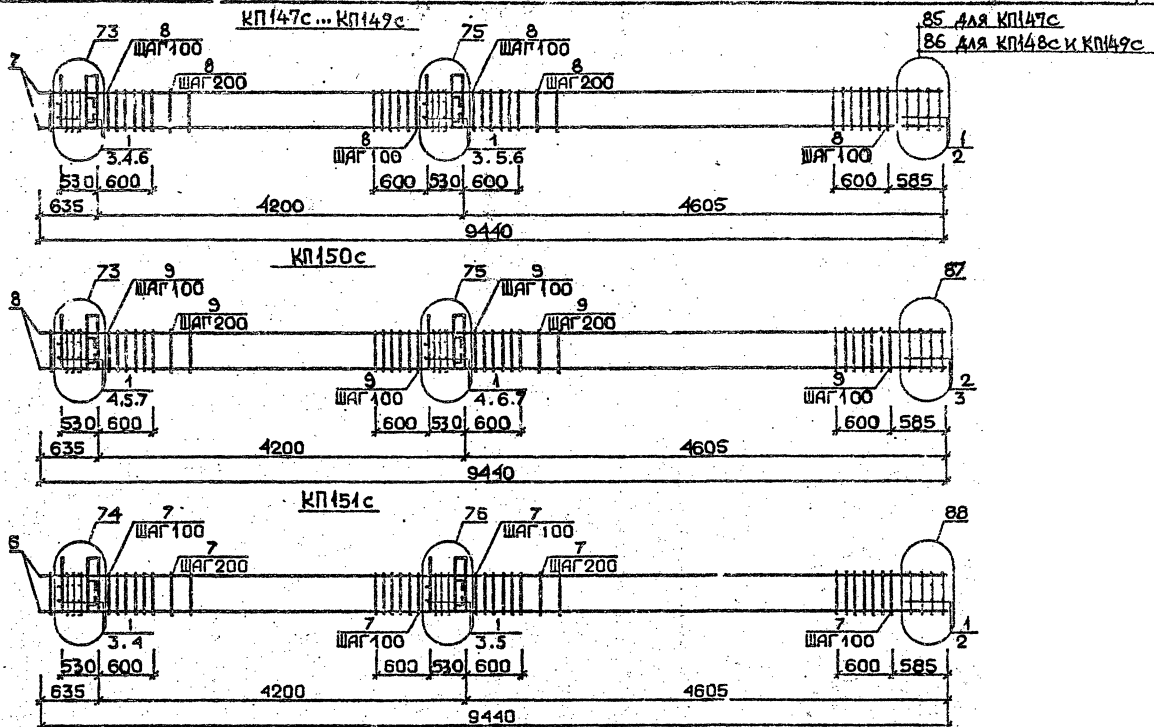 КП147с...КП149с
85 ДЛЯ КП147с
86 ДЛЯ КП148с И КП149с
73 8 75 8
ШАГ100 ШАГ100
7 8 8
ШАГ200 ШАГ200
1 8 1 8 1
3.4.6 ШАГ100 3.5.6 ШАГ100 2
530 600 600 530 600 600 585
635 4200 4605
9440
КП150с
73 9 75 9 87
ШАГ100 ШАГ100
8 9 9
ШАГ200 ШАГ200
1 9 1 9 2
4.5.7 ШАГ100 4.6.7 ШАГ100 3
530 600 600 530 600 600 585
635 4200 4605
9440
КП151с
74 7 76 7 88
ШАГ100 ШАГ100
6 7 7
ШАГ200 ШАГ200
1 7 1 7 1
3.4 ШАГ100 3.5 ШАГ100 2
530 600 600 530 600 600 585
635 4200 4605
9440